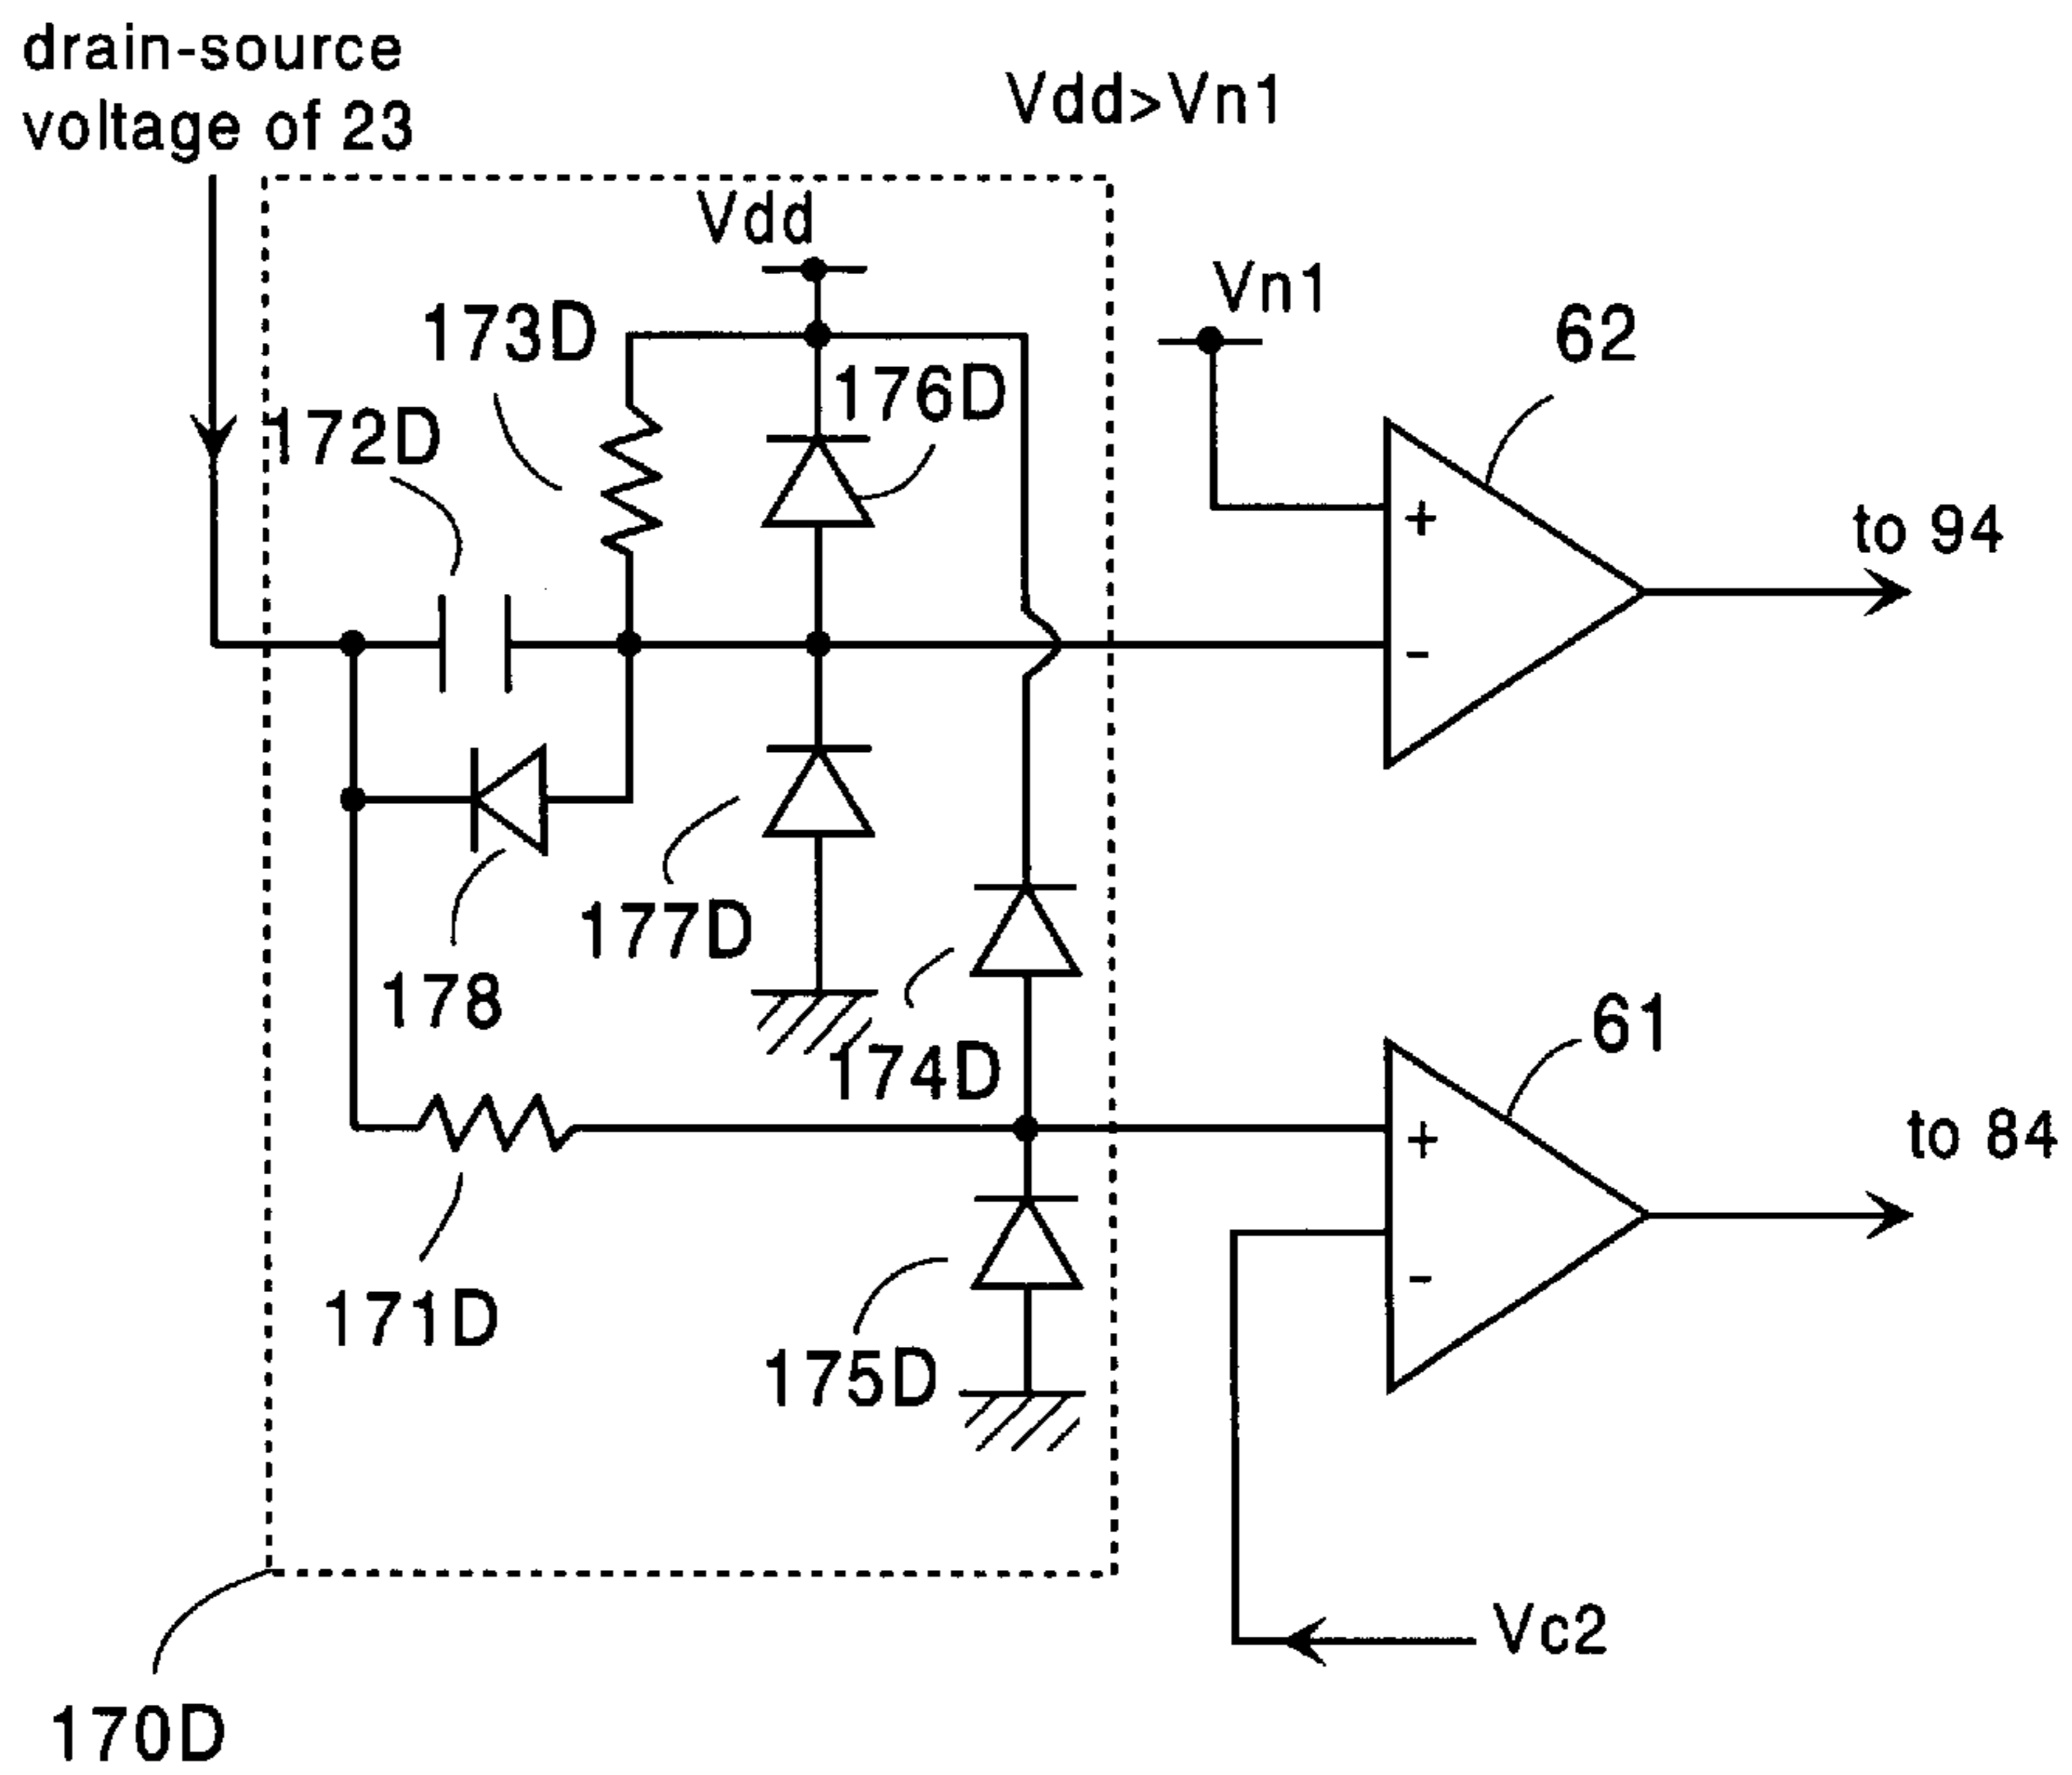 drain-source
voltage of 23
Vdd>Vn1
Vdd
173D
176D
172D
Vn1
62
+
-
to 94
177D
178
174D
61
+
-
to 84
171D
175D
Vc2
170D